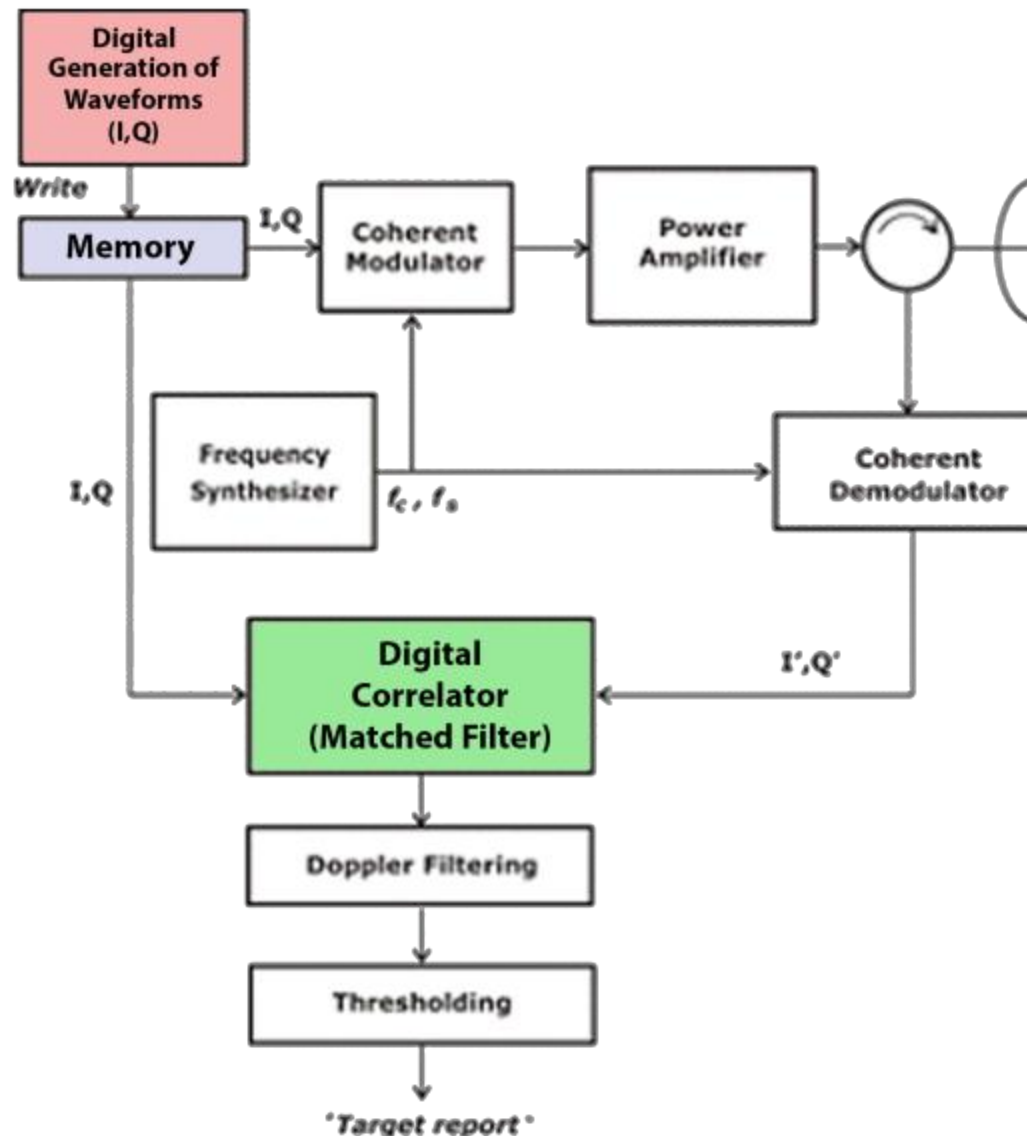 Digital
Generation of
Waveforms
(I,Q)
Write
Memory
I,Q
Coherent
Modulator
Power
Amplifier
Frequency
Synthesizer
fc, fs
I,Q
Coherent
Demodulator
Digital
Correlator
(Matched Filter)
I',Q'
Doppler Filtering
Thresholding
'Target report'